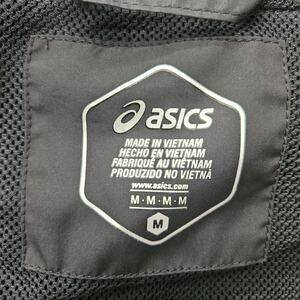 asics
MADE IN VIETNAM
HECHO EN VIETNAM
FABRIQUÉ AU VIÊTNAM
PRODUZIDO NO VIETNÃ
www.asics.com
M·M·M·M
M